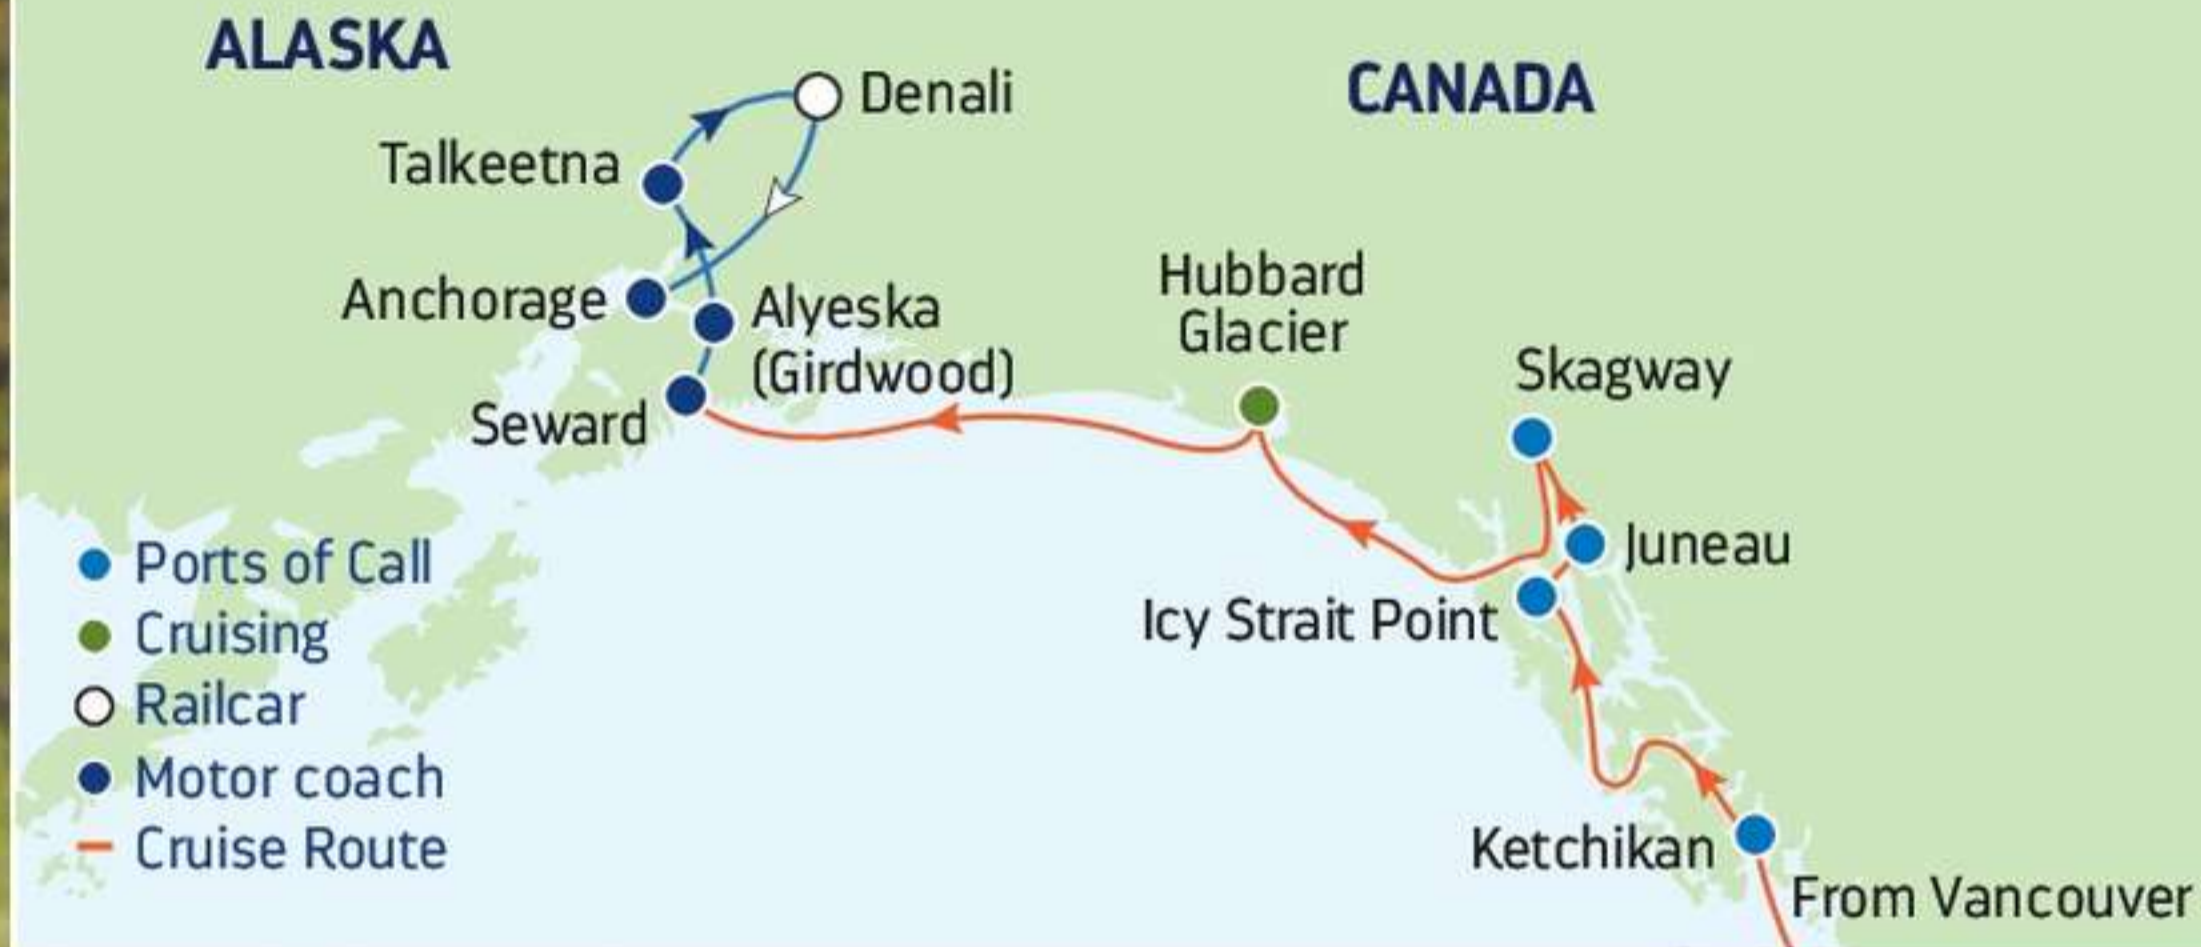 ALASKA
CANADA
Denali
Talkeetna
Anchorage
Alyeska
(Girdwood)
Seward
Hubbard
Glacier
Skagway
Juneau
Icy Strait Point
Ketchikan
From Vancouver
Ports of Call
Cruising
Railcar
Motor coach
Cruise Route